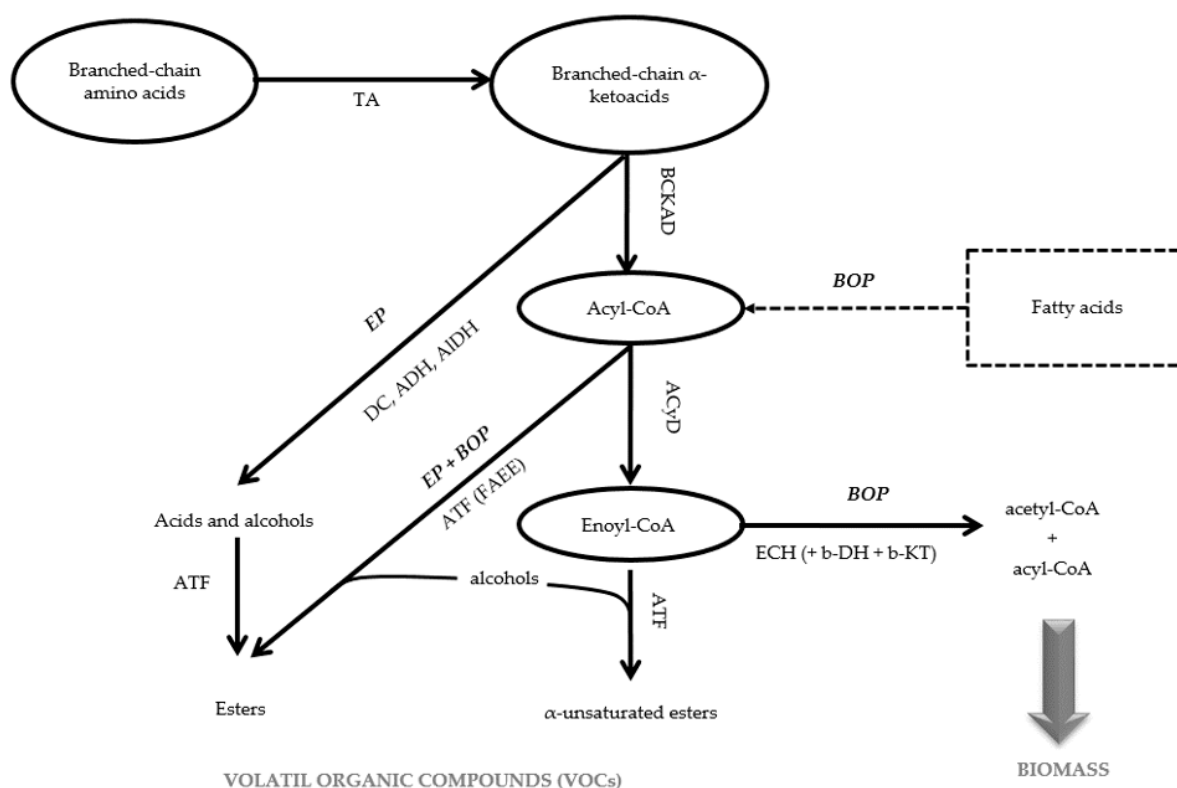 Branched-chain
amino acids
TA
Branched-chain α-
ketoacids
BCKAD
BOP
Acyl-CoA
Fatty acids
EP
DC, ADH, AlDH
ACyD
EP + BOP
ATF (FAEE)
Acids and alcohols
Enoyl-CoA
BOP
ECH (+ b-DH + b-KT)
acetyl-CoA
+
acyl-CoA
ATF
alcohols
ATF
Esters
α-unsaturated esters
VOLATIL ORGANIC COMPOUNDS (VOCs)
BIOMASS